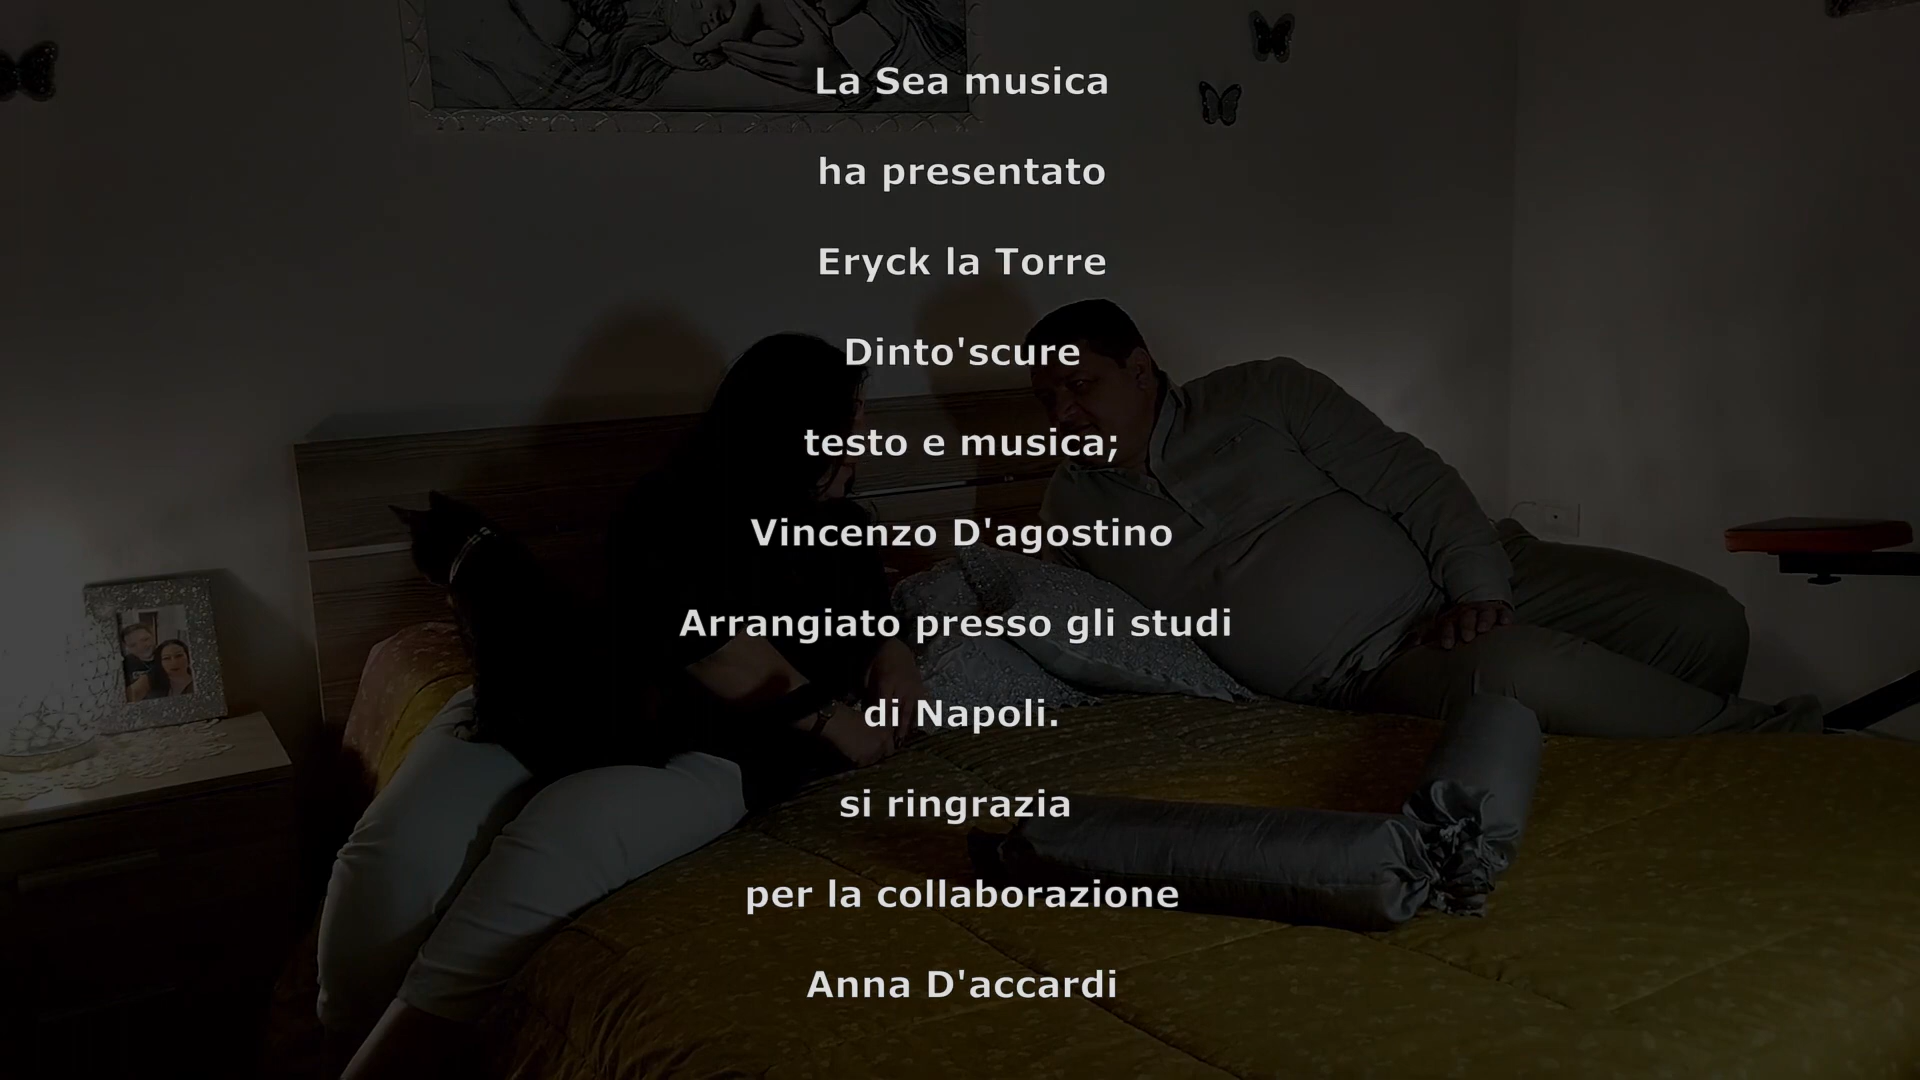 La Sea musica
ha presentato
Eryck la Torre
Dinto'scure
testo e musica;
Vincenzo D'agostino
Arrangiato presso gli studi
di Napoli.
si ringrazia
per la collaborazione
Anna D'accardi